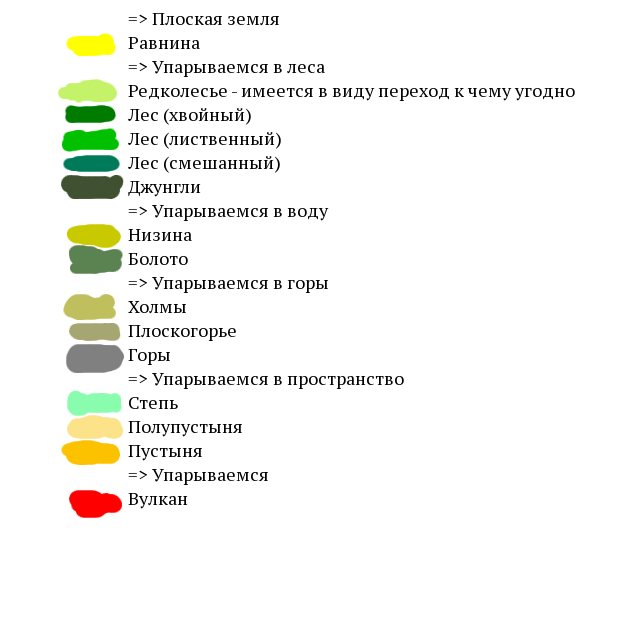 => Плоская земля
Равнина
=> Упарываемся в леса
Редколесье - имеется в виду переход к чему угодно
Лес (хвойный)
Лес (лиственный)
Лес (смешанный)
Джунгли
=> Упарываемся в воду
Низина
Болото
=> Упарываемся в горы
Холмы
Плоскогорье
Горы
=> Упарываемся в пространство
Степь
Полупустыня
Пустыня
=> Упарываемся
Вулкан